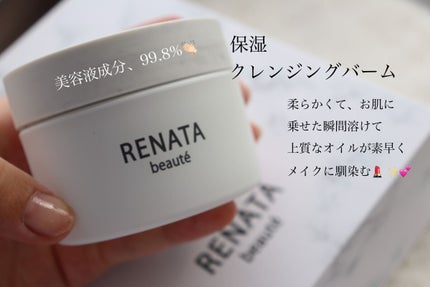 美容液成分、99.8%👏🏻
保湿
クレンジングバーム
柔らかくて、お肌に
乗せた瞬間溶けて
上質なオイルが素早く
メイクに馴染む💄✨💕
RENATA
beauté
RENATA
beauté